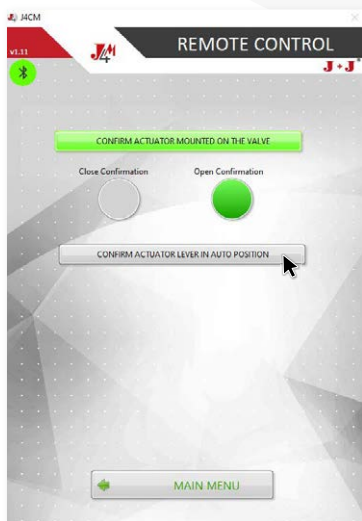 J4CM
REMOTE CONTROL
v1.11
J4M
J+J
CONFIRM ACTUATOR MOUNTED ON THE VALVE
Close Confirmation
Open Confirmation
CONFIRM ACTUATOR LEVER IN AUTO POSITION
MAIN MENU